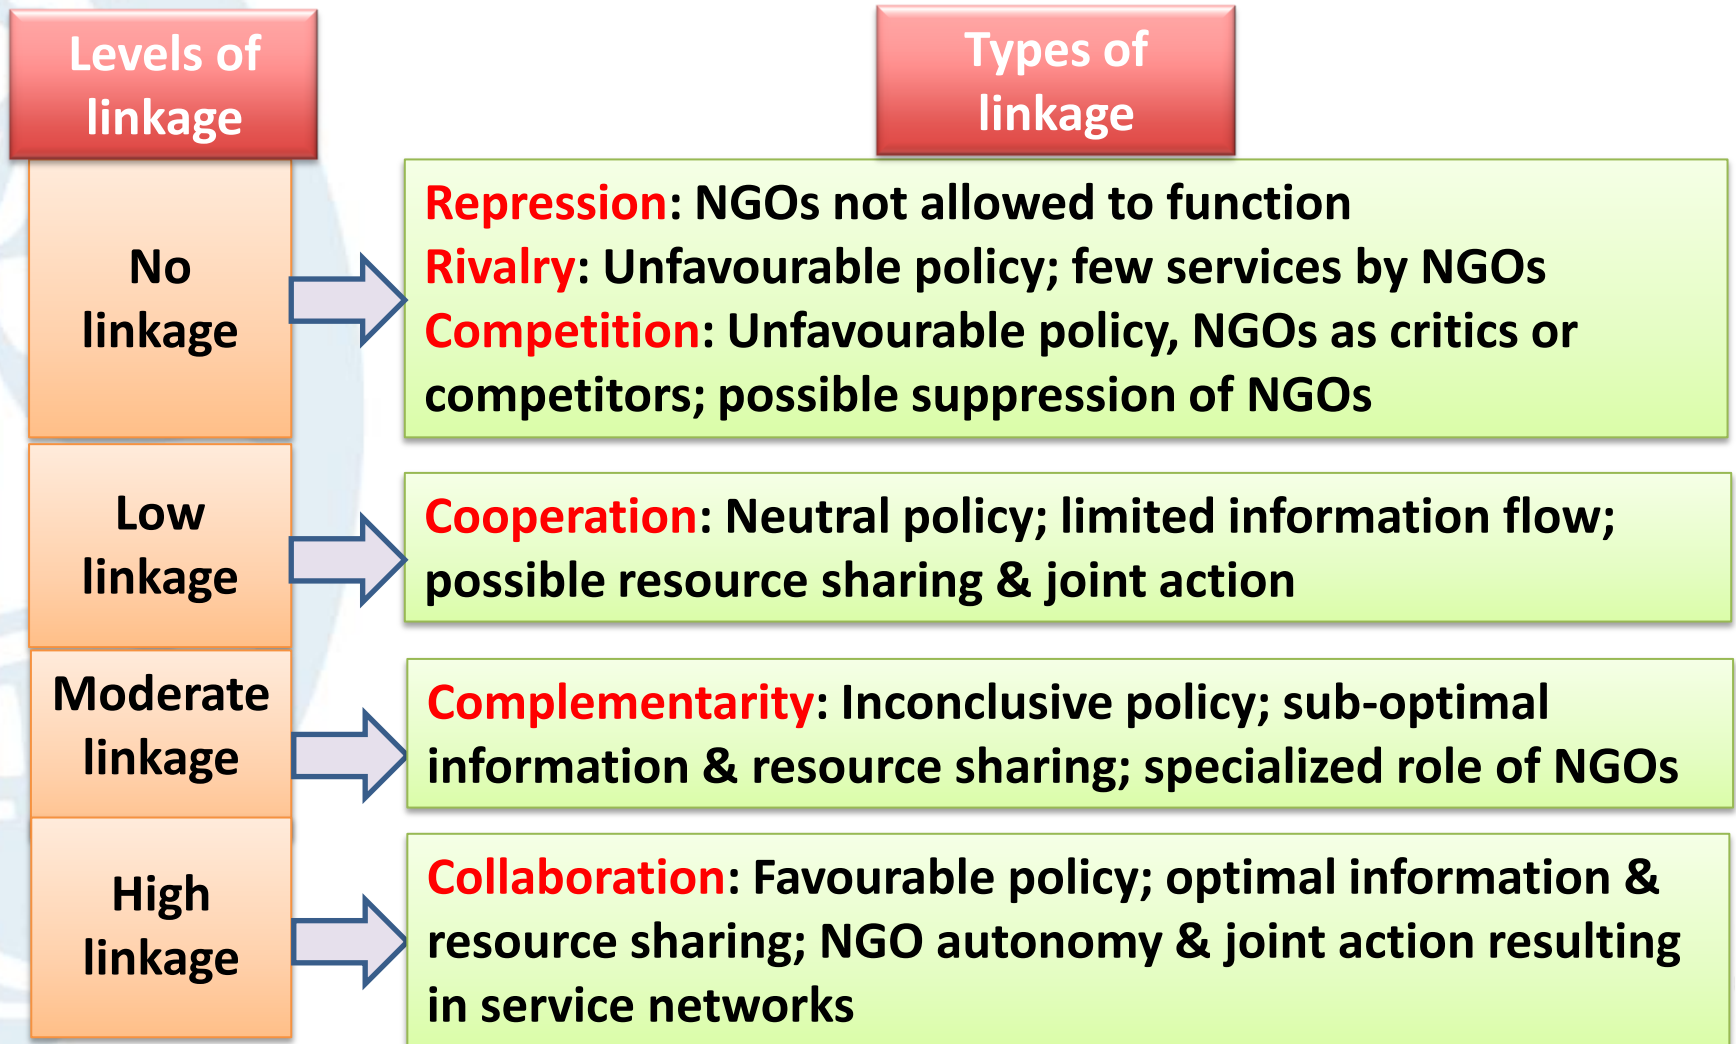 Levels of
linkage
Types of
linkage
No
linkage
Repression: NGOs not allowed to function
Rivalry: Unfavourable policy; few services by NGOs
Competition: Unfavourable policy, NGOs as critics or
competitors; possible suppression of NGOs
Low
linkage
Cooperation: Neutral policy; limited information flow;
possible resource sharing & joint action
Moderate
linkage
Complementarity: Inconclusive policy; sub-optimal
information & resource sharing; specialized role of NGOs
High
linkage
Collaboration: Favourable policy; optimal information &
resource sharing; NGO autonomy & joint action resulting
in service networks